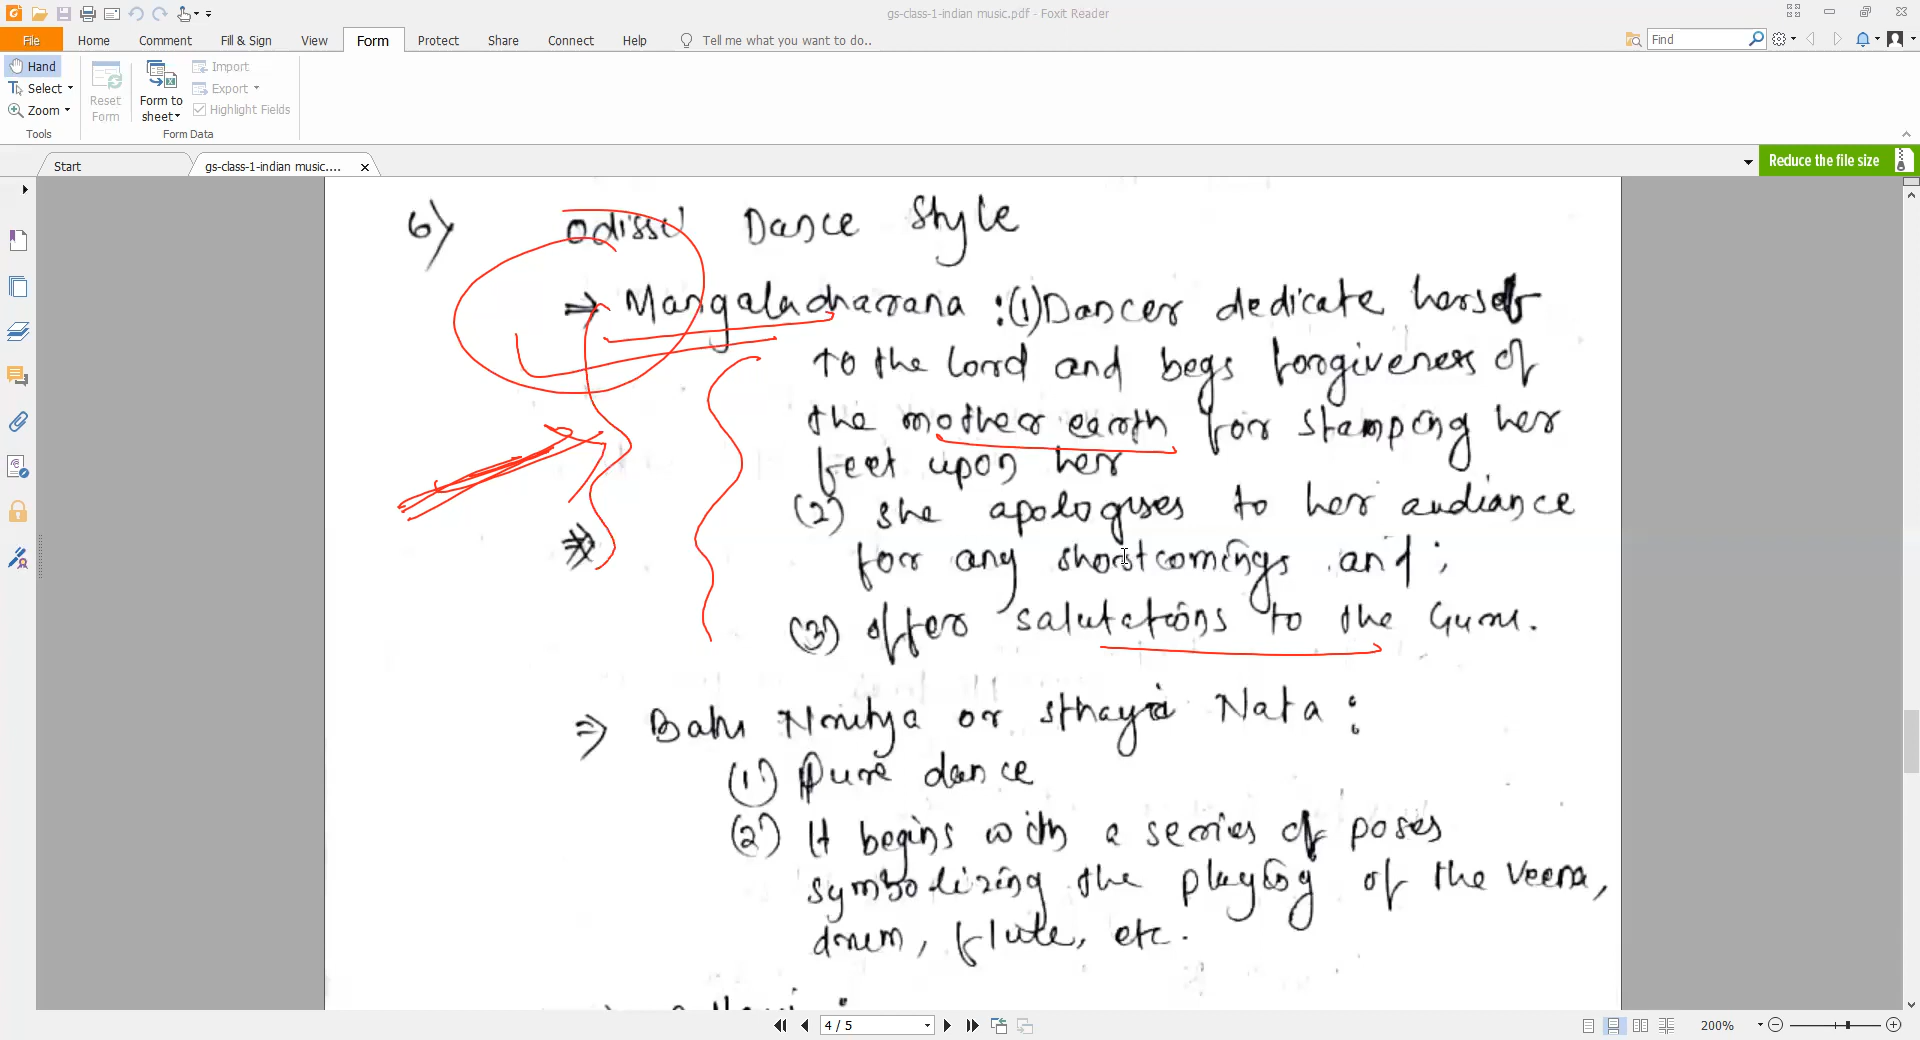 gs-class-1-indian music.pdf - Foxit Reader
File Home Comment Fill & Sign View Form Protect Share Connect Help Tell me what you want to do.. Find
Hand
Select
Zoom
Tools
Reset Form
Form to sheet
Import
Export
Highlight Fields
Form Data
Start gs-class-1-indian music.... Reduce the file size
6) Odissi Dance Style
⇒ Mangalacharana : (1) Dancer dedicate herself
to the lord and begs forgiveness of
the mother earth for stamping her
feet upon her
(2) she apologises to her audiance
for any shortcomings and ;
(3) offer salutations to the Guru.
⇒ Batu Nritya or sthayi Nata :
(1) Pure dance
(2) It begins with a series of poses
symbolizing the playing of the veena,
drum, flute, etc.
4 / 5 200%